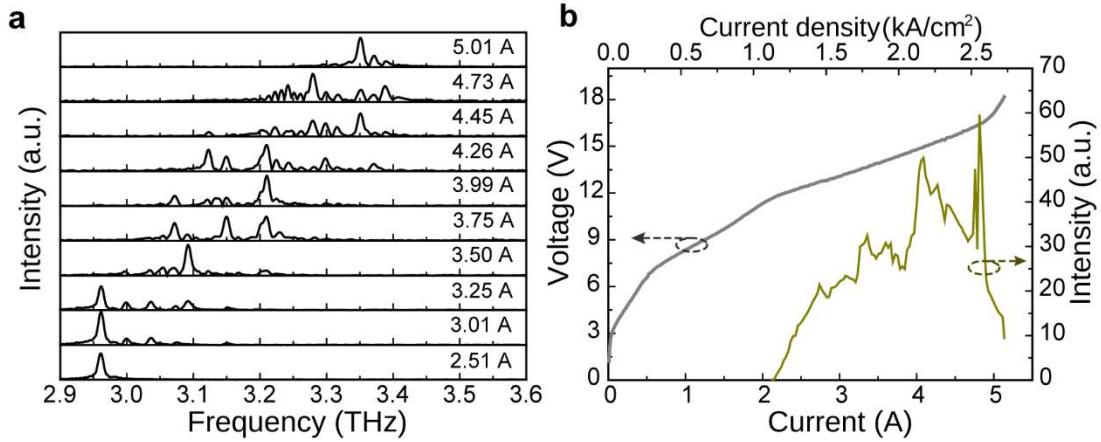 a
5.01 A
4.73 A
4.45 A
4.26 A
3.99 A
3.75 A
3.50 A
3.25 A
3.01 A
2.51 A
Intensity (a.u.)
2.9 3.0 3.1 3.2 3.3 3.4 3.5 3.6
Frequency (THz)
b
Current density(kA/cm²)
0.0 0.5 1.0 1.5 2.0 2.5
Voltage (V)
18
15
12
9
6
3
0
70
60
50
40
30
20
10
0
Intensity (a.u.)
0 1 2 3 4 5
Current (A)